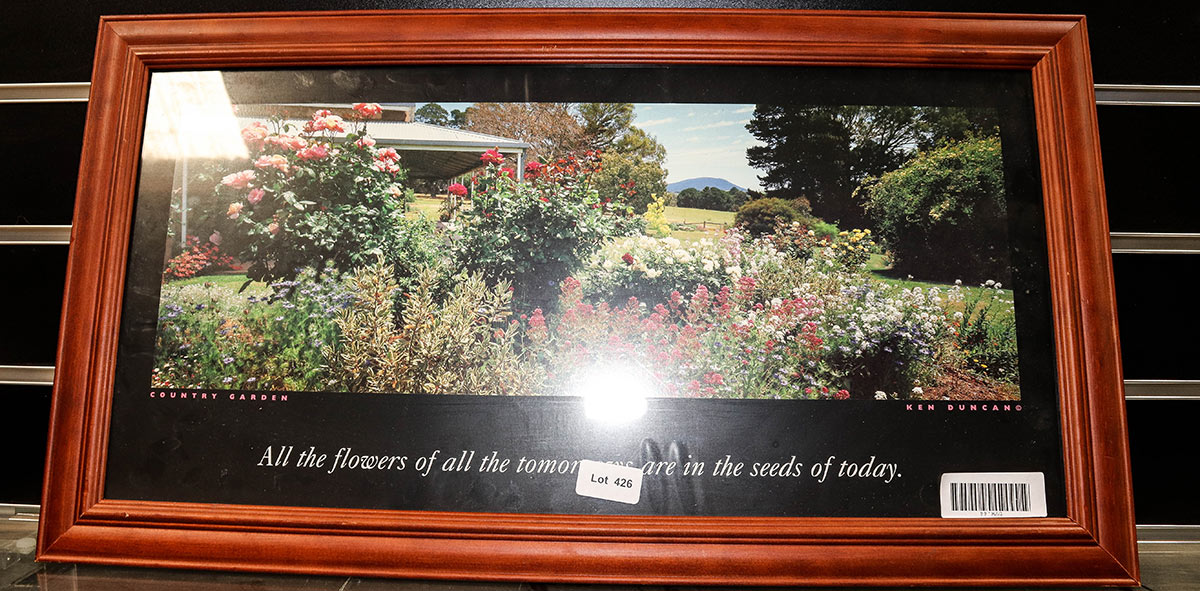 COUNTRY GARDEN
KEN DUNCAN©
All the flowers of all the are in the seeds of today.
Lot 426